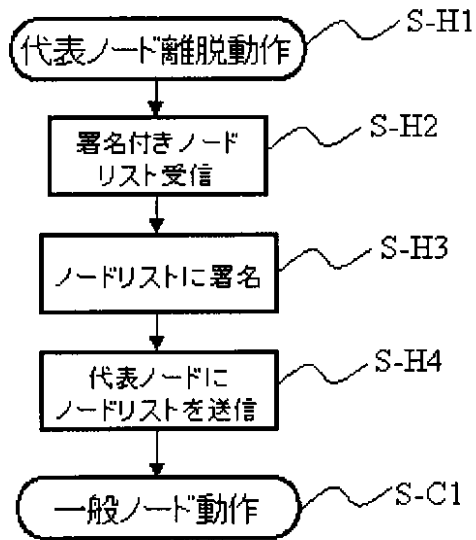 代表ノード離脱動作
S-H1
署名付きノード
リスト受信
S-H2
ノードリストに署名
S-H3
代表ノードに
ノードリストを送信
S-H4
一般ノード動作
S-C1